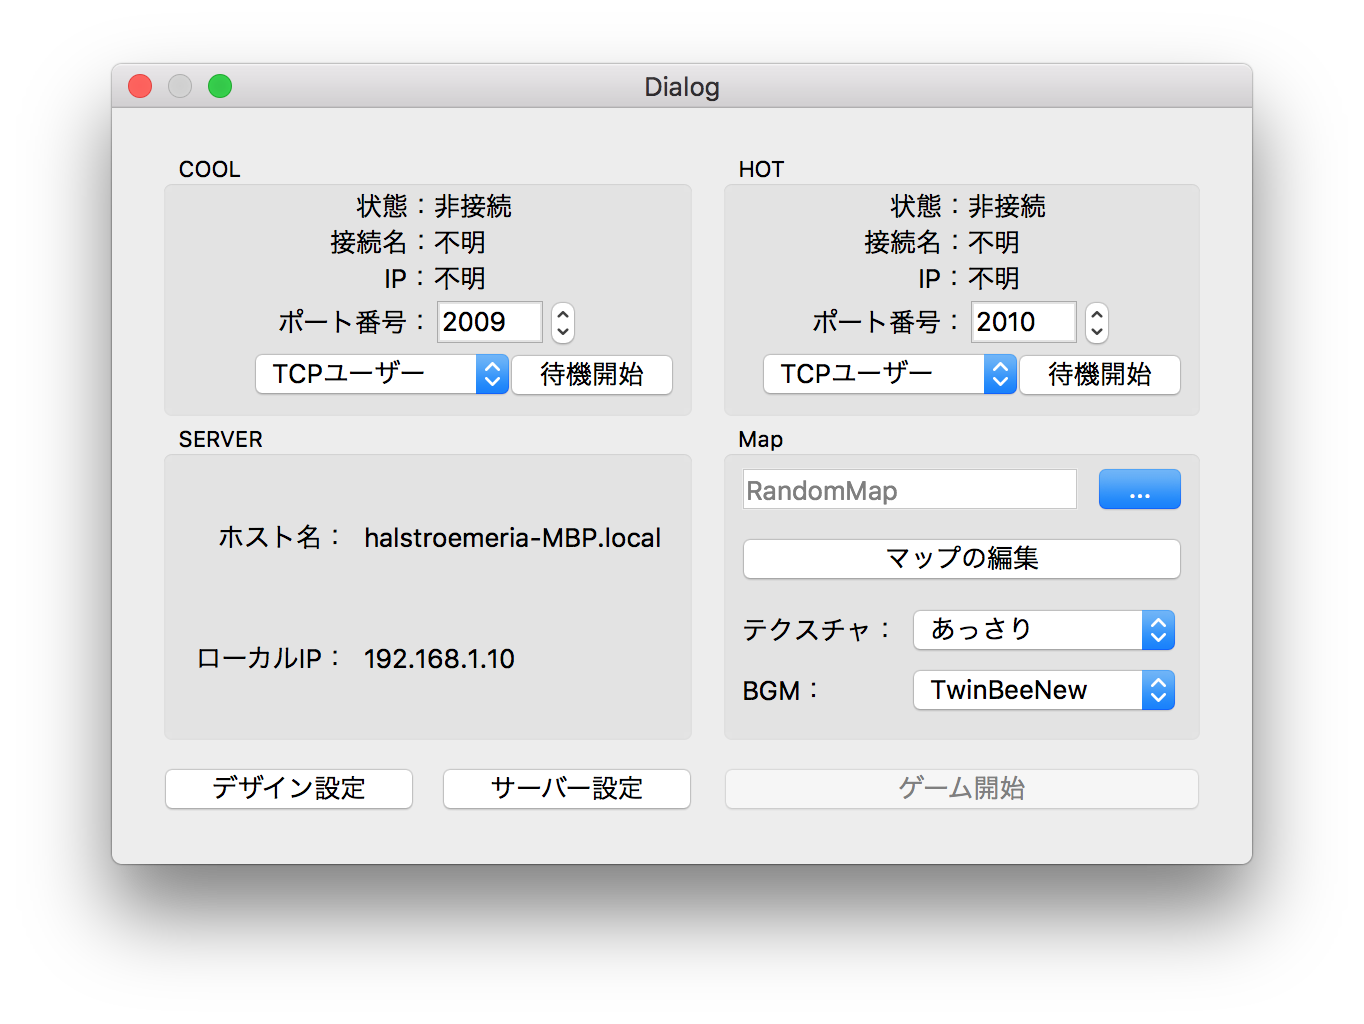 Dialog
COOL
状態：非接続
接続名：不明
IP：不明
ポート番号： 2009
TCPユーザー 待機開始
HOT
状態：非接続
接続名：不明
IP：不明
ポート番号： 2010
TCPユーザー 待機開始
SERVER
ホスト名： halstroemeria-MBP.local
ローカルIP： 192.168.1.10
Map
RandomMap ...
マップの編集
テクスチャ： あっさり
BGM： TwinBeeNew
デザイン設定 サーバー設定 ゲーム開始